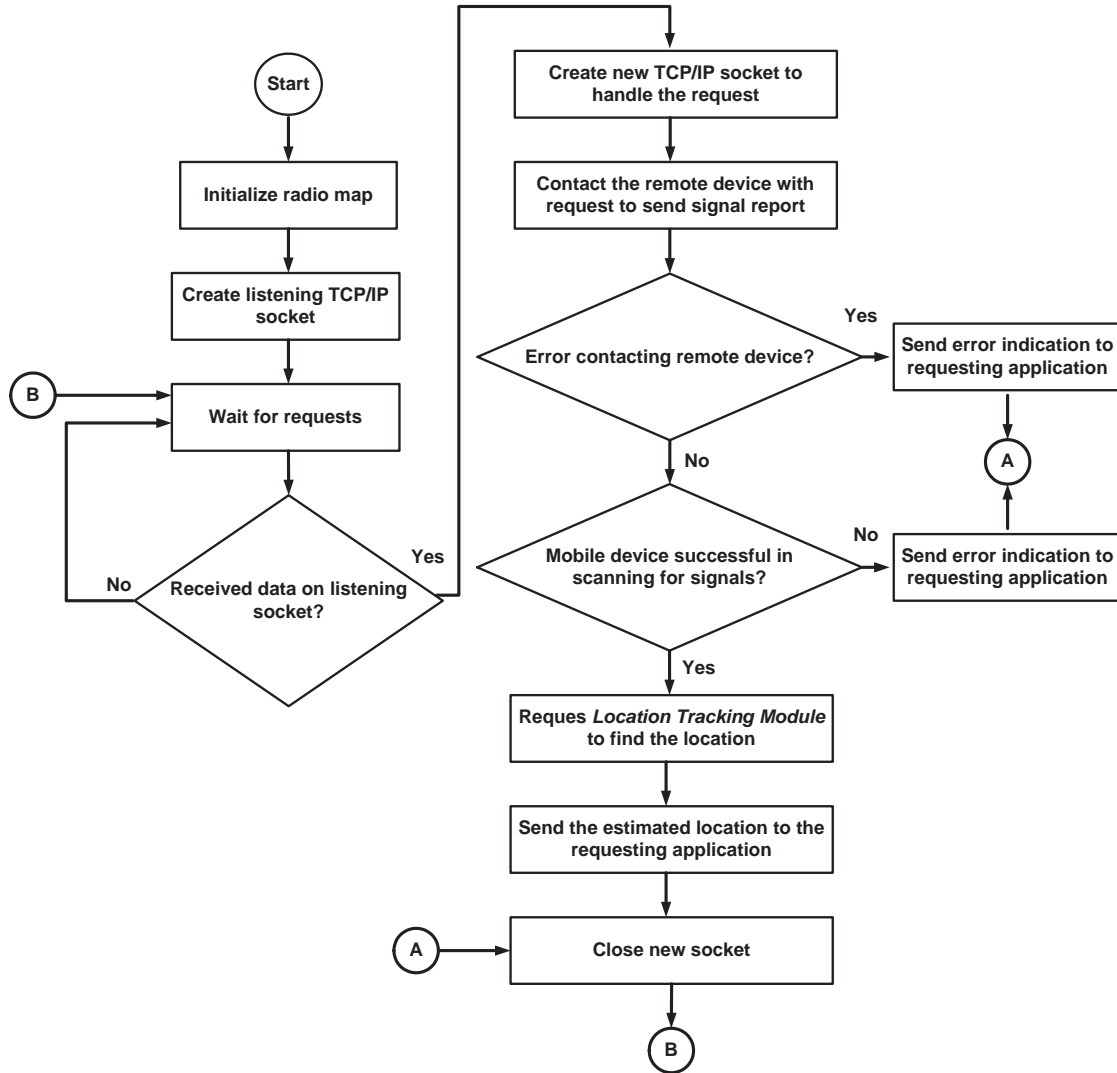 Start
Initialize radio map
Create listening TCP/IP
socket
B
Wait for requests
No
Received data on listening
socket?
Yes
Create new TCP/IP socket to
handle the request
Contact the remote device with
request to send signal report
Error contacting remote device?
Yes
Send error indication to
requesting application
A
No
Mobile device successful in
scanning for signals?
No
Send error indication to
requesting application
Yes
Reques Location Tracking Module
to find the location
Send the estimated location to the
requesting application
A
Close new socket
B